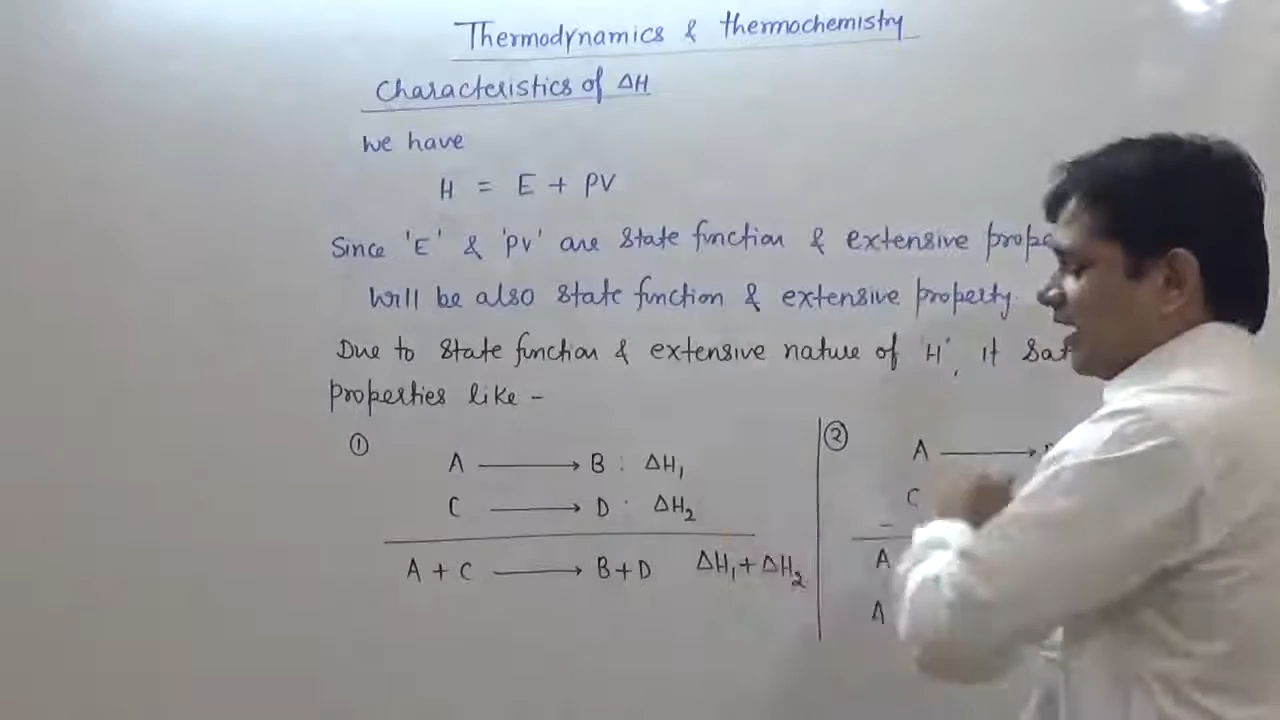 Thermodynamics & thermochemistry
Characteristics of ΔH
We have
H = E + PV
Since 'E' & 'PV' are state function & extensive
will be also state function & extensive property
Due to state function & extensive nature of 'H', it
properties like -
①
A ⟶ B : ΔH₁
C ⟶ D : ΔH₂
A + C ⟶ B + D ΔH₁ + ΔH₂
②
A ⟶
C
-
A
A